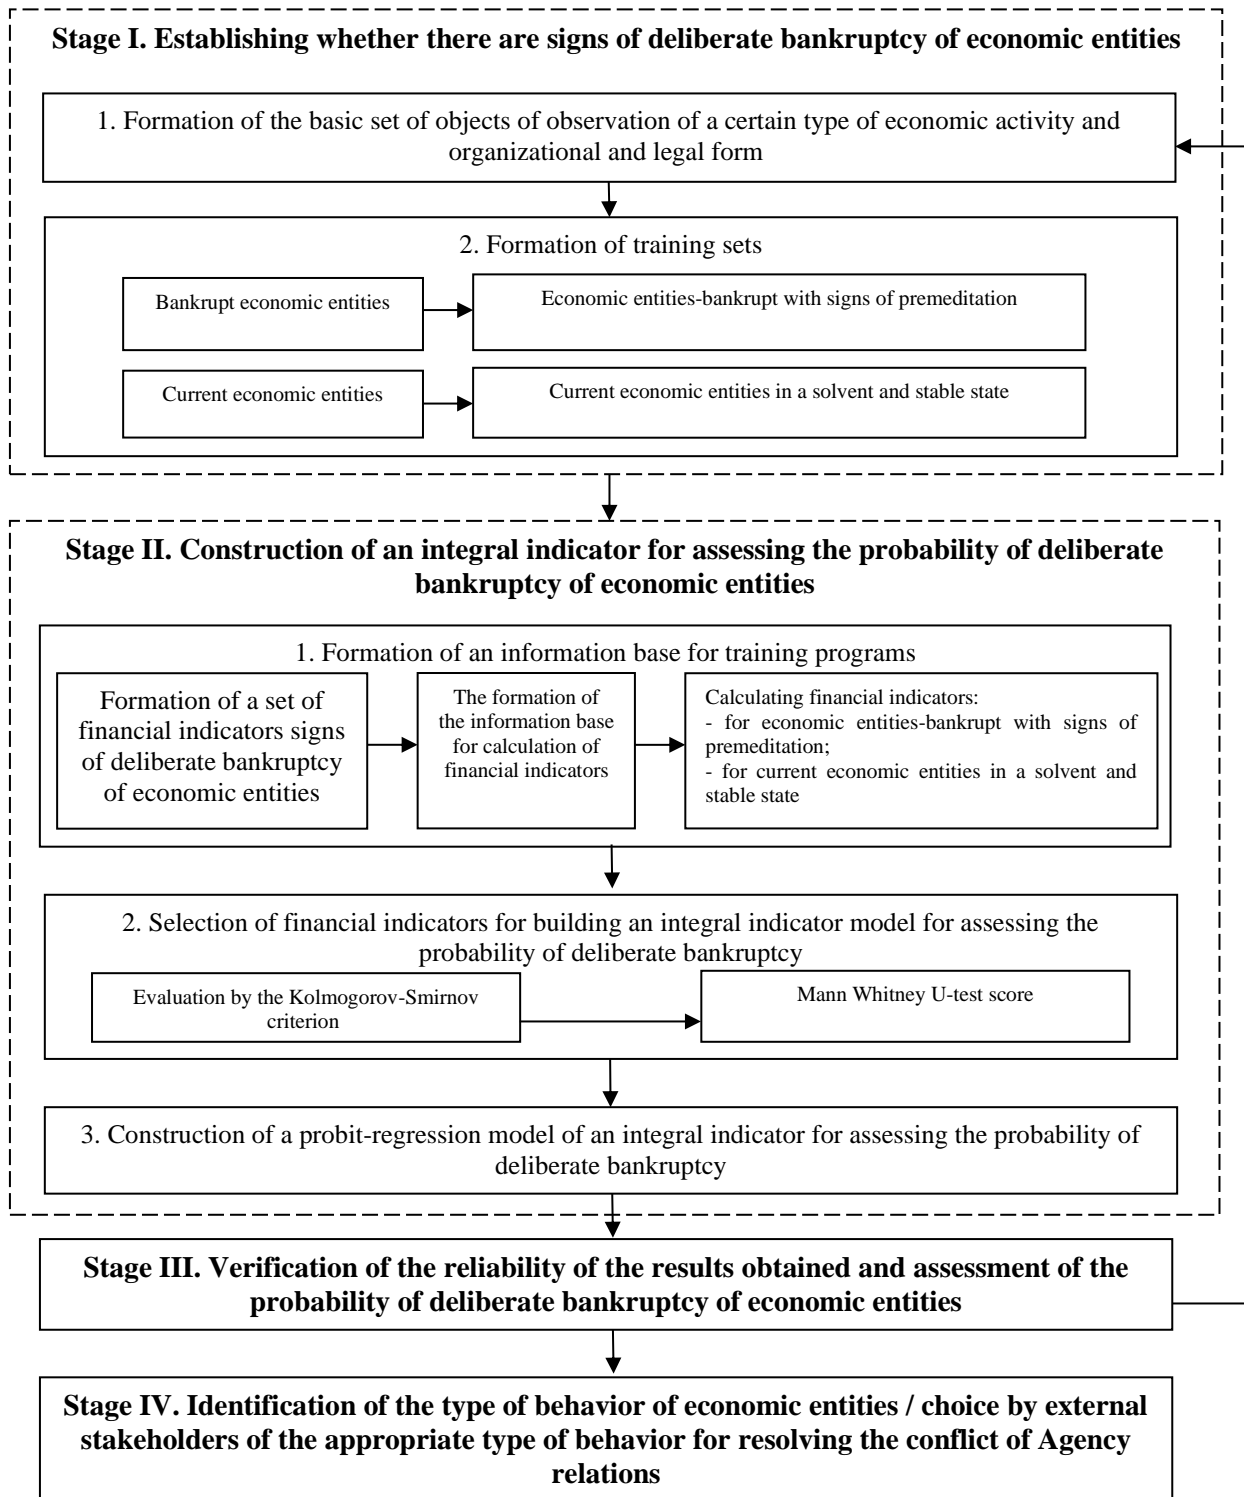 Stage I. Establishing whether there are signs of deliberate bankruptcy of economic entities
1. Formation of the basic set of objects of observation of a certain type of economic activity and
organizational and legal form
2. Formation of training sets
Bankrupt economic entities
Economic entities-bankrupt with signs of premeditation
Current economic entities
Current economic entities in a solvent and stable state
Stage II. Construction of an integral indicator for assessing the probability of deliberate
bankruptcy of economic entities
1. Formation of an information base for training programs
Formation of a set of
financial indicators signs
of deliberate bankruptcy
of economic entities
The formation of
the information base
for calculation of
financial indicators
Calculating financial indicators:
- for economic entities-bankrupt with signs of
premeditation;
- for current economic entities in a solvent and
stable state
2. Selection of financial indicators for building an integral indicator model for assessing the
probability of deliberate bankruptcy
Evaluation by the Kolmogorov-Smirnov
criterion
Mann Whitney U-test score
3. Construction of a probit-regression model of an integral indicator for assessing the probability of
deliberate bankruptcy
Stage III. Verification of the reliability of the results obtained and assessment of the
probability of deliberate bankruptcy of economic entities
Stage IV. Identification of the type of behavior of economic entities / choice by external
stakeholders of the appropriate type of behavior for resolving the conflict of Agency
relations